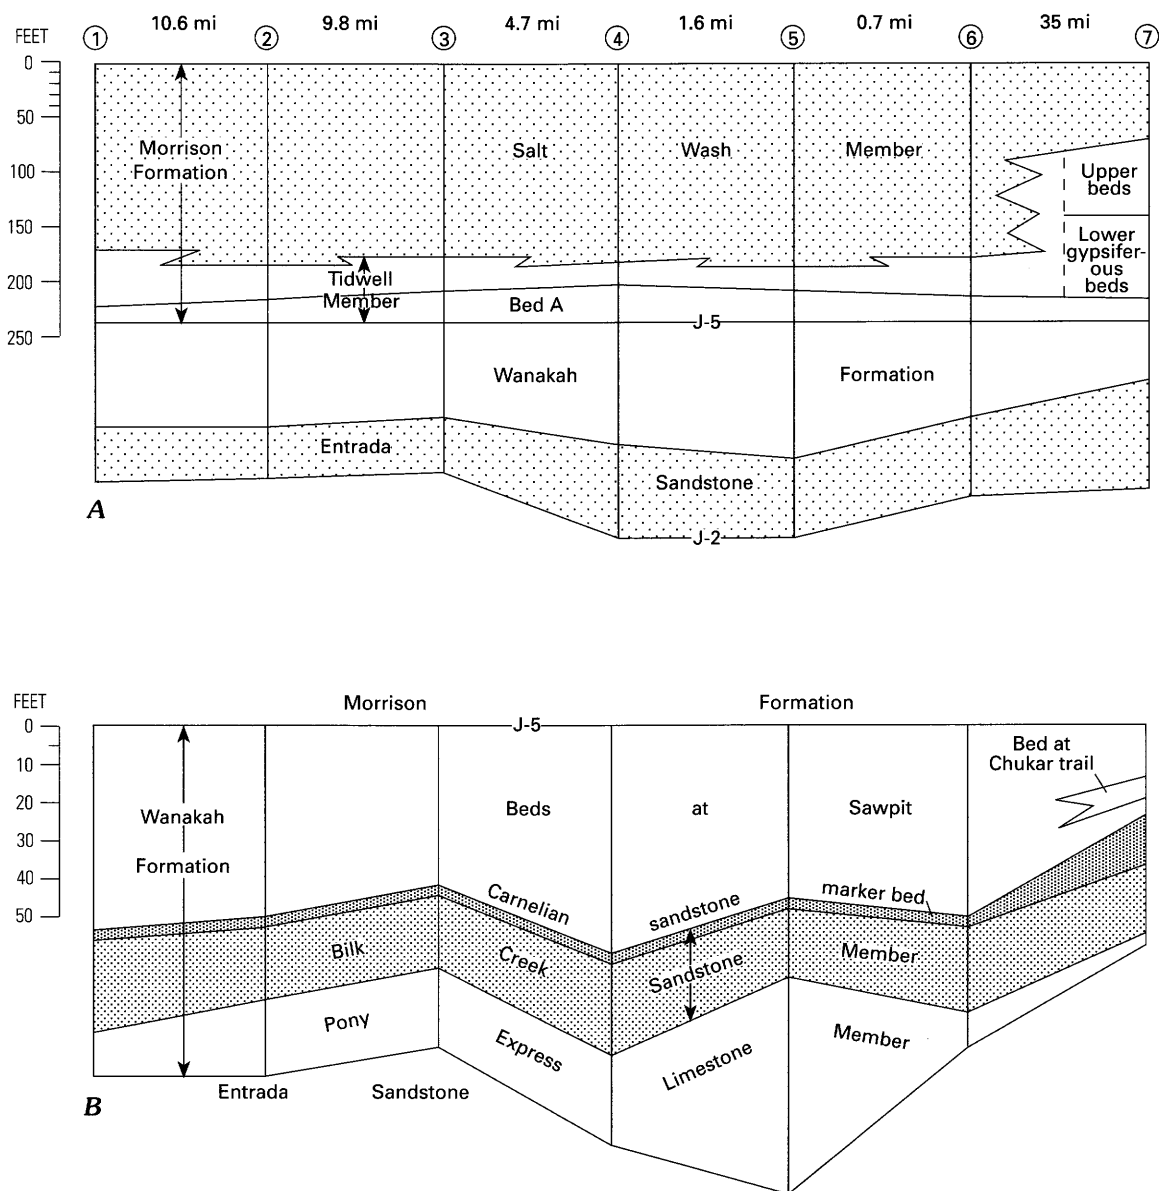 10.6 mi 9.8 mi 4.7 mi 1.6 mi 0.7 mi 35 mi
FEET 1 2 3 4 5 6 7
0
50
100
150
200
250
Morrison
Formation
Salt Wash Member
Upper
beds
Lower
gypsifer-
ous
beds
Tidwell
Member
Bed A
J-5
Wanakah Formation
Entrada
Sandstone
A
J-2
FEET
Morrison Formation
0
10
20
30
40
50
J-5
Bed at
Chukar trail
Wanakah
Formation
Beds at Sawpit
Carnelian sandstone marker bed
Bilk Creek Sandstone Member
Pony Express Limestone Member
Entrada Sandstone
B